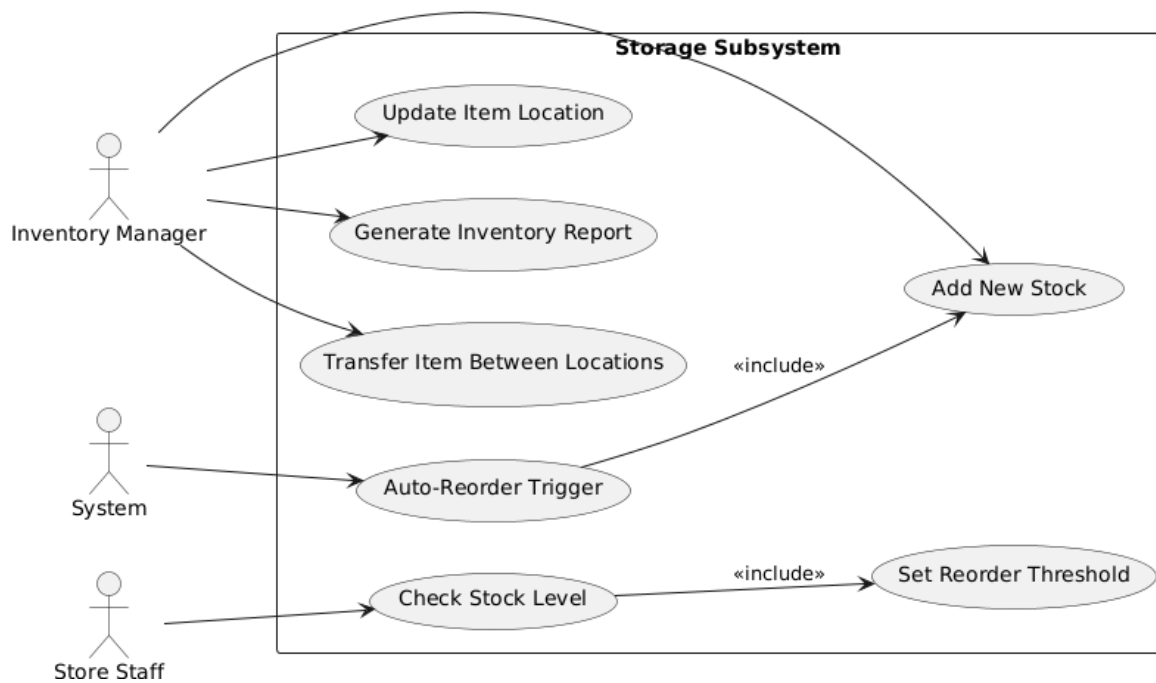 Storage Subsystem
Update Item Location
Inventory Manager
Generate Inventory Report
Add New Stock
Transfer Item Between Locations
«include»
System
Auto-Reorder Trigger
«include»
Set Reorder Threshold
Check Stock Level
Store Staff